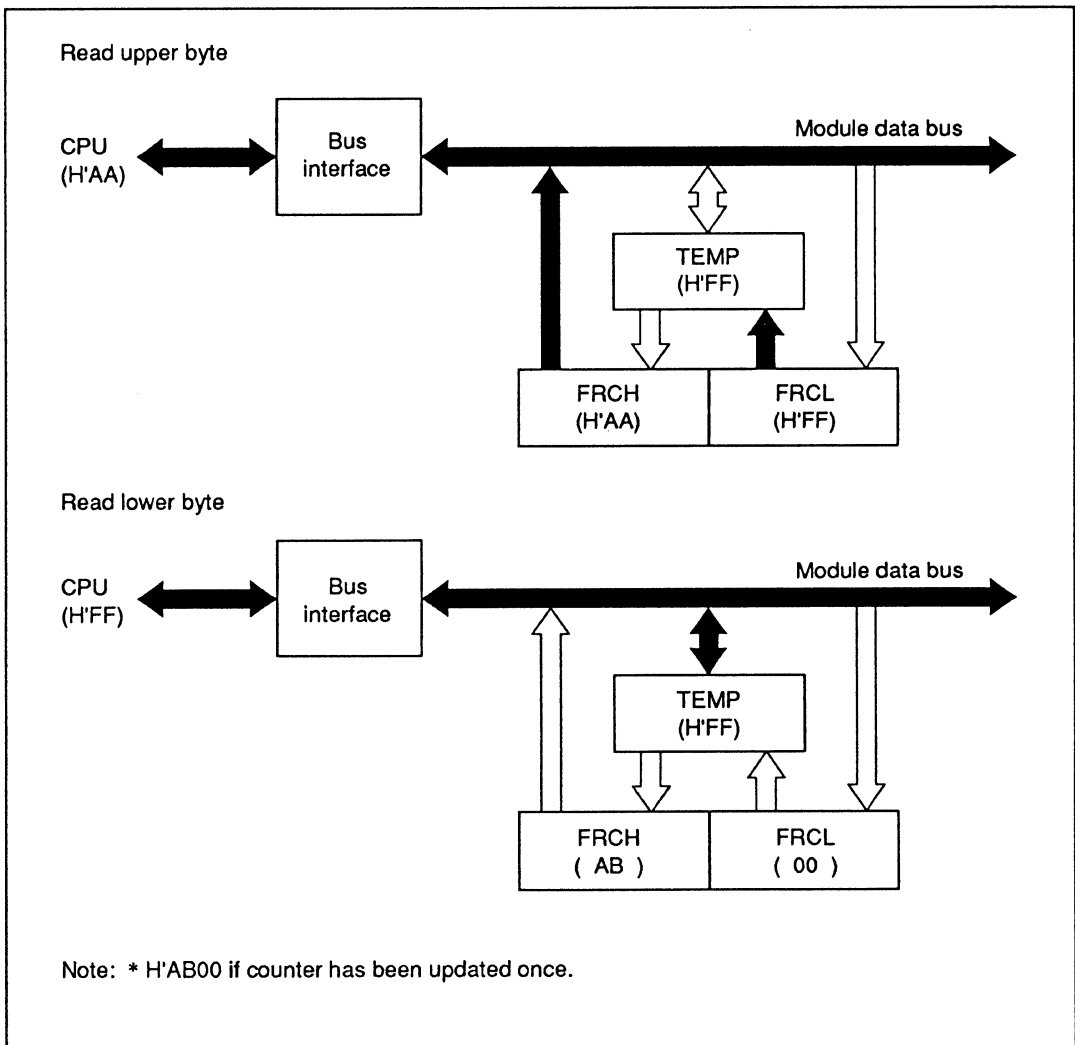 Read upper byte
CPU
(H'AA)
Bus
interface
Module data bus
TEMP
(H'FF)
FRCH
(H'AA)
FRCL
(H'FF)
Read lower byte
CPU
(H'FF)
Bus
interface
Module data bus
TEMP
(H'FF)
FRCH
( AB )
FRCL
( 00 )
Note: * H'AB00 if counter has been updated once.